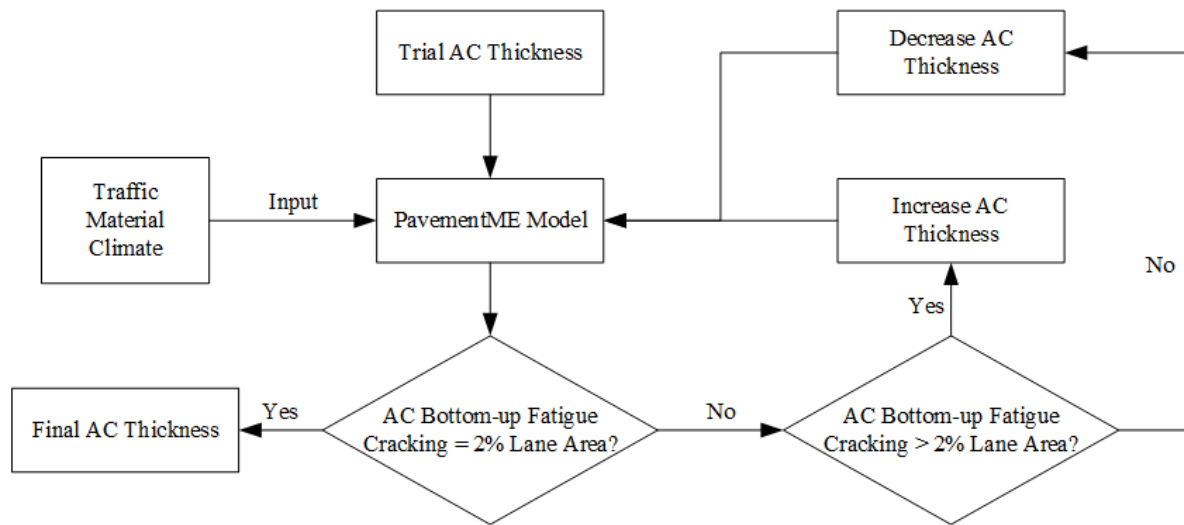 Trial AC Thickness
Decrease AC
Thickness
Traffic
Material
Climate
Input
PavementME Model
Increase AC
Thickness
No
Yes
Final AC Thickness
Yes
AC Bottom-up Fatigue
Cracking = 2% Lane Area?
No
AC Bottom-up Fatigue
Cracking > 2% Lane Area?